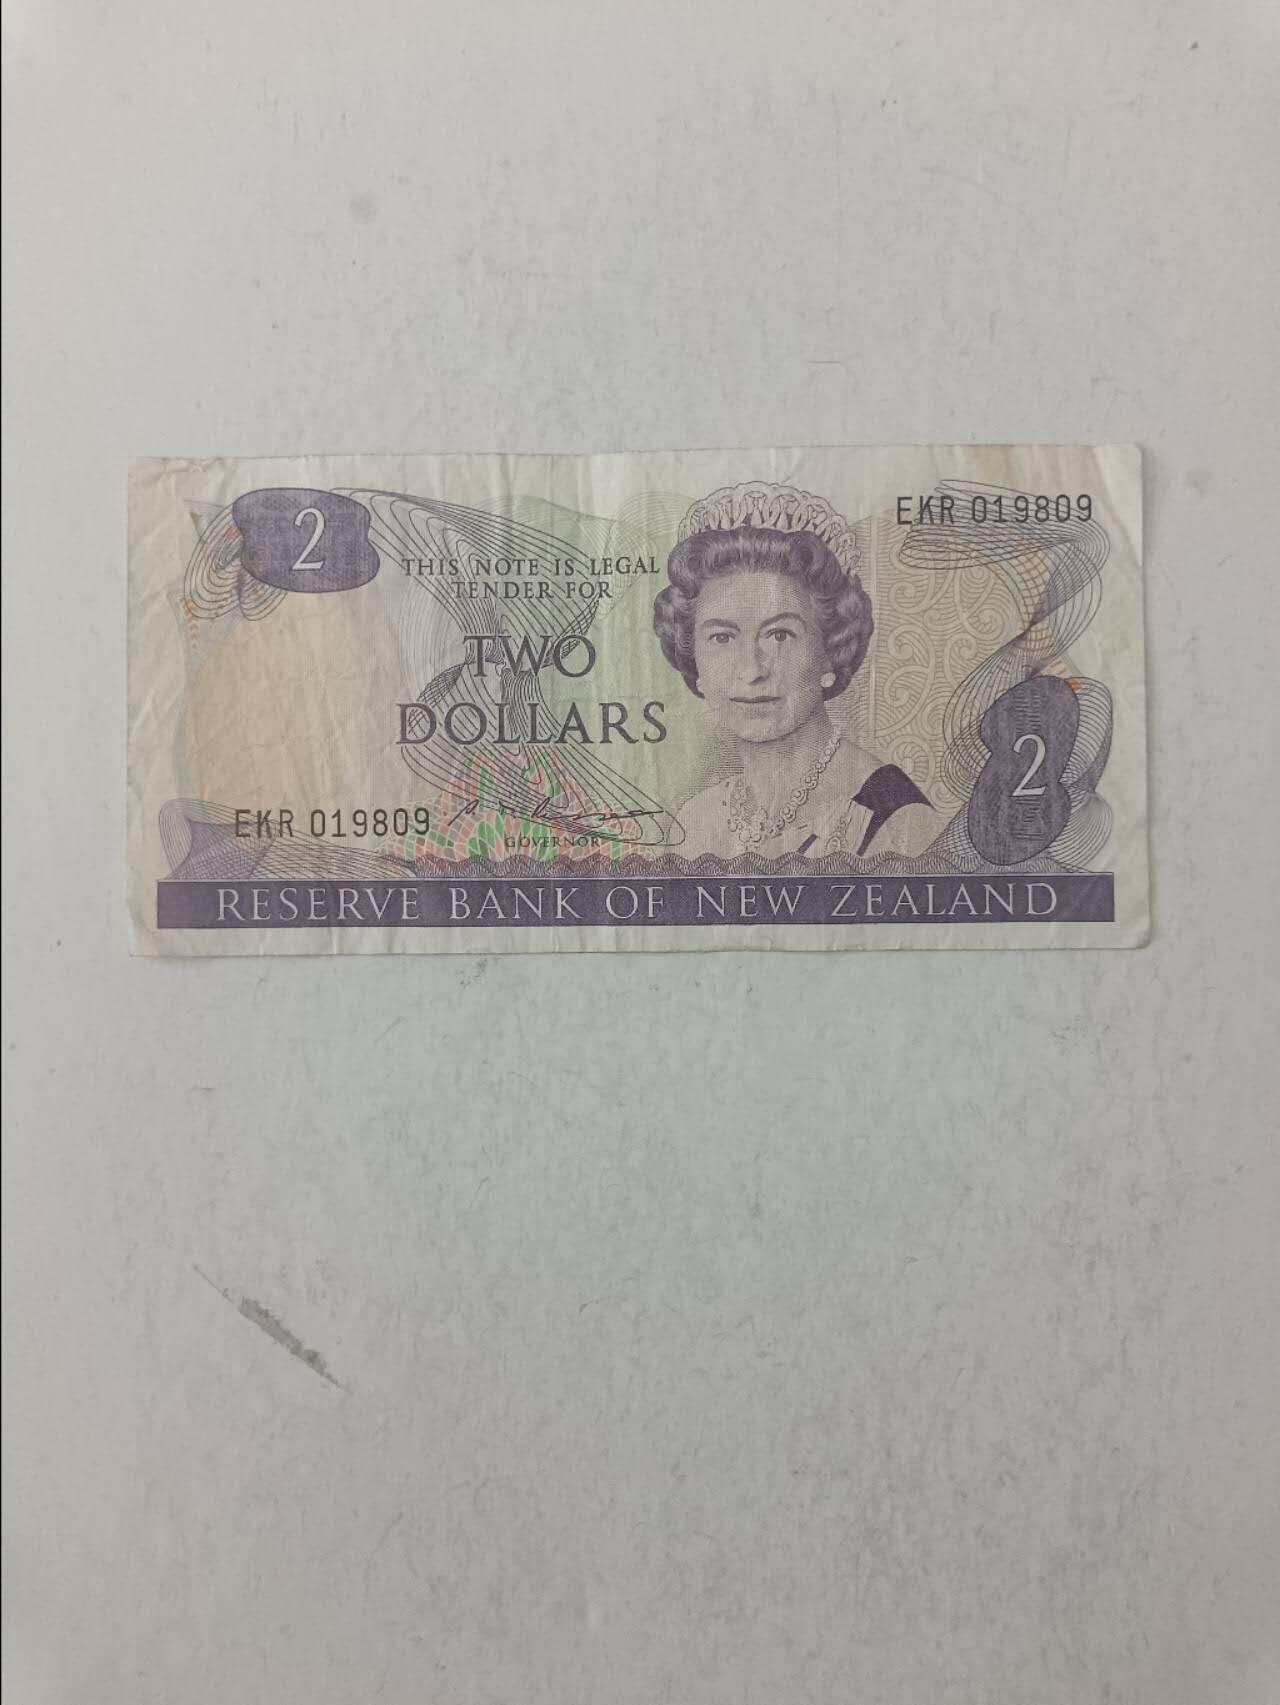 2
EKR 019809
THIS NOTE IS LEGAL
TENDER FOR
TWO
DOLLARS
2
EKR 019809
GOVERNOR
RESERVE BANK OF NEW ZEALAND